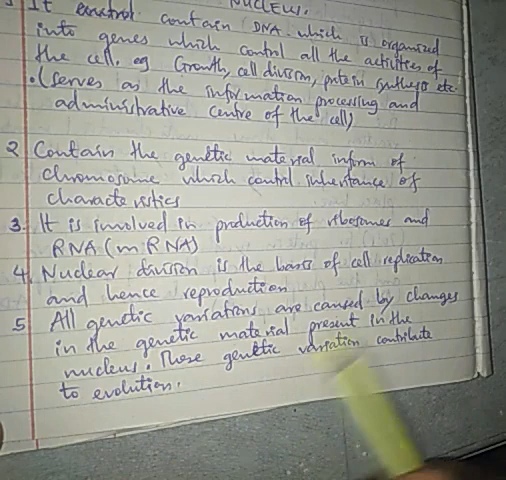 NUCLEUS.
1 It control contain DNA which is organized
into genes which control all the activities of
the cell. eg Growth, cell division, protein synthesis etc.
(Serves as the information processing and
administrative centre of the cell)
2 Contain the genetic material inform of
chromosome which control inheritance of
characteristics
3. It is involved in production of ribosomes and
RNA (mRNA)
4. Nuclear division is the basis of cell replication
and hence reproduction
5 All genetic variations are caused by changes
in the genetic material present in the
nucleus. These genetic variation contribute
to evolution.